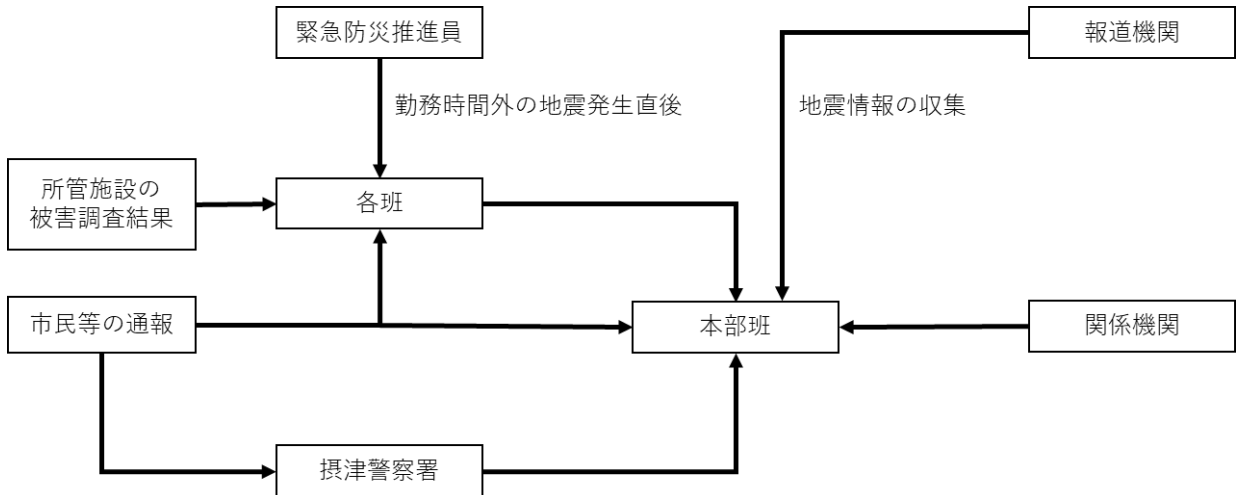 緊急防災推進員
報道機関
勤務時間外の地震発生直後
地震情報の収集
所管施設の
被害調査結果
各班
市民等の通報
本部班
関係機関
摂津警察署